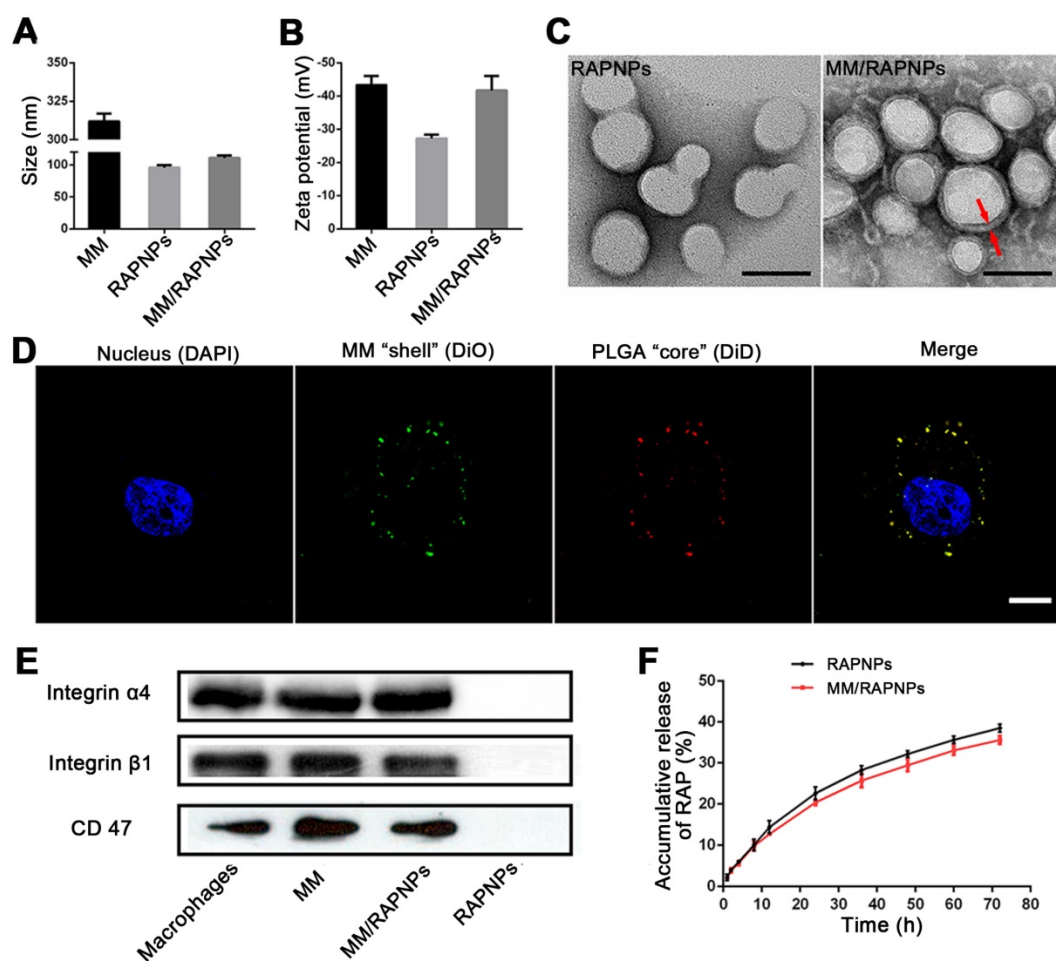 A
Size (nm)
350
325
300
100
50
0
MM
RAPNPs
MM/RAPNPs
B
Zeta potential (mV)
-50
-40
-30
-20
-10
0
MM
RAPNPs
MM/RAPNPs
C
RAPNPs
MM/RAPNPs
D
Nucleus (DAPI)
MM “shell” (DiO)
PLGA “core” (DiD)
Merge
E
Integrin α4
Integrin β1
CD 47
Macrophages
MM
MM/RAPNPs
RAPNPs
F
RAPNPs
MM/RAPNPs
Accumulative release
of RAP (%)
50
40
30
20
10
0
0
10
20
30
40
50
60
70
80
Time (h)